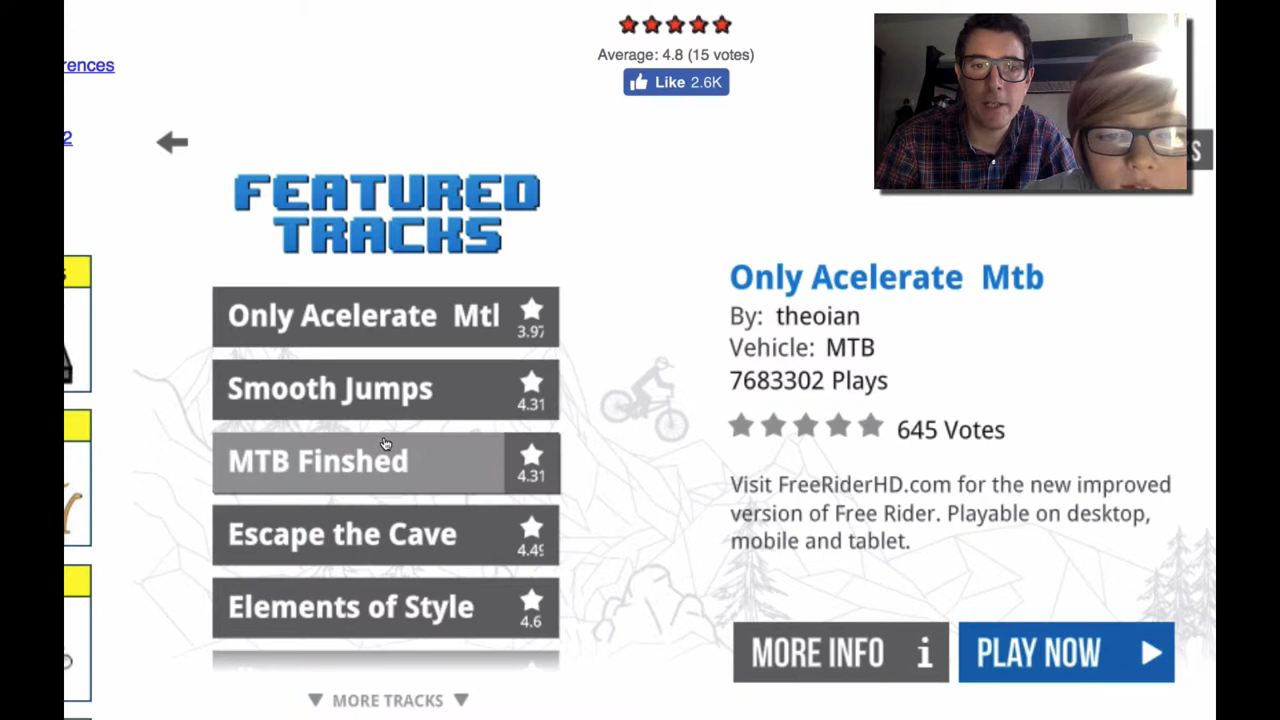 Average: 4.8 (15 votes)
Like 2.6K
rences
2
FEATURED
TRACKS
Only Acelerate Mtl
3.97
Smooth Jumps
4.31
MTB Finshed
4.31
Escape the Cave
4.49
Elements of Style
4.6
▼ MORE TRACKS ▼
S
Only Acelerate Mtb
By: theoian
Vehicle: MTB
7683302 Plays
645 Votes
Visit FreeRiderHD.com for the new improved
version of Free Rider. Playable on desktop,
mobile and tablet.
MORE INFO i
PLAY NOW